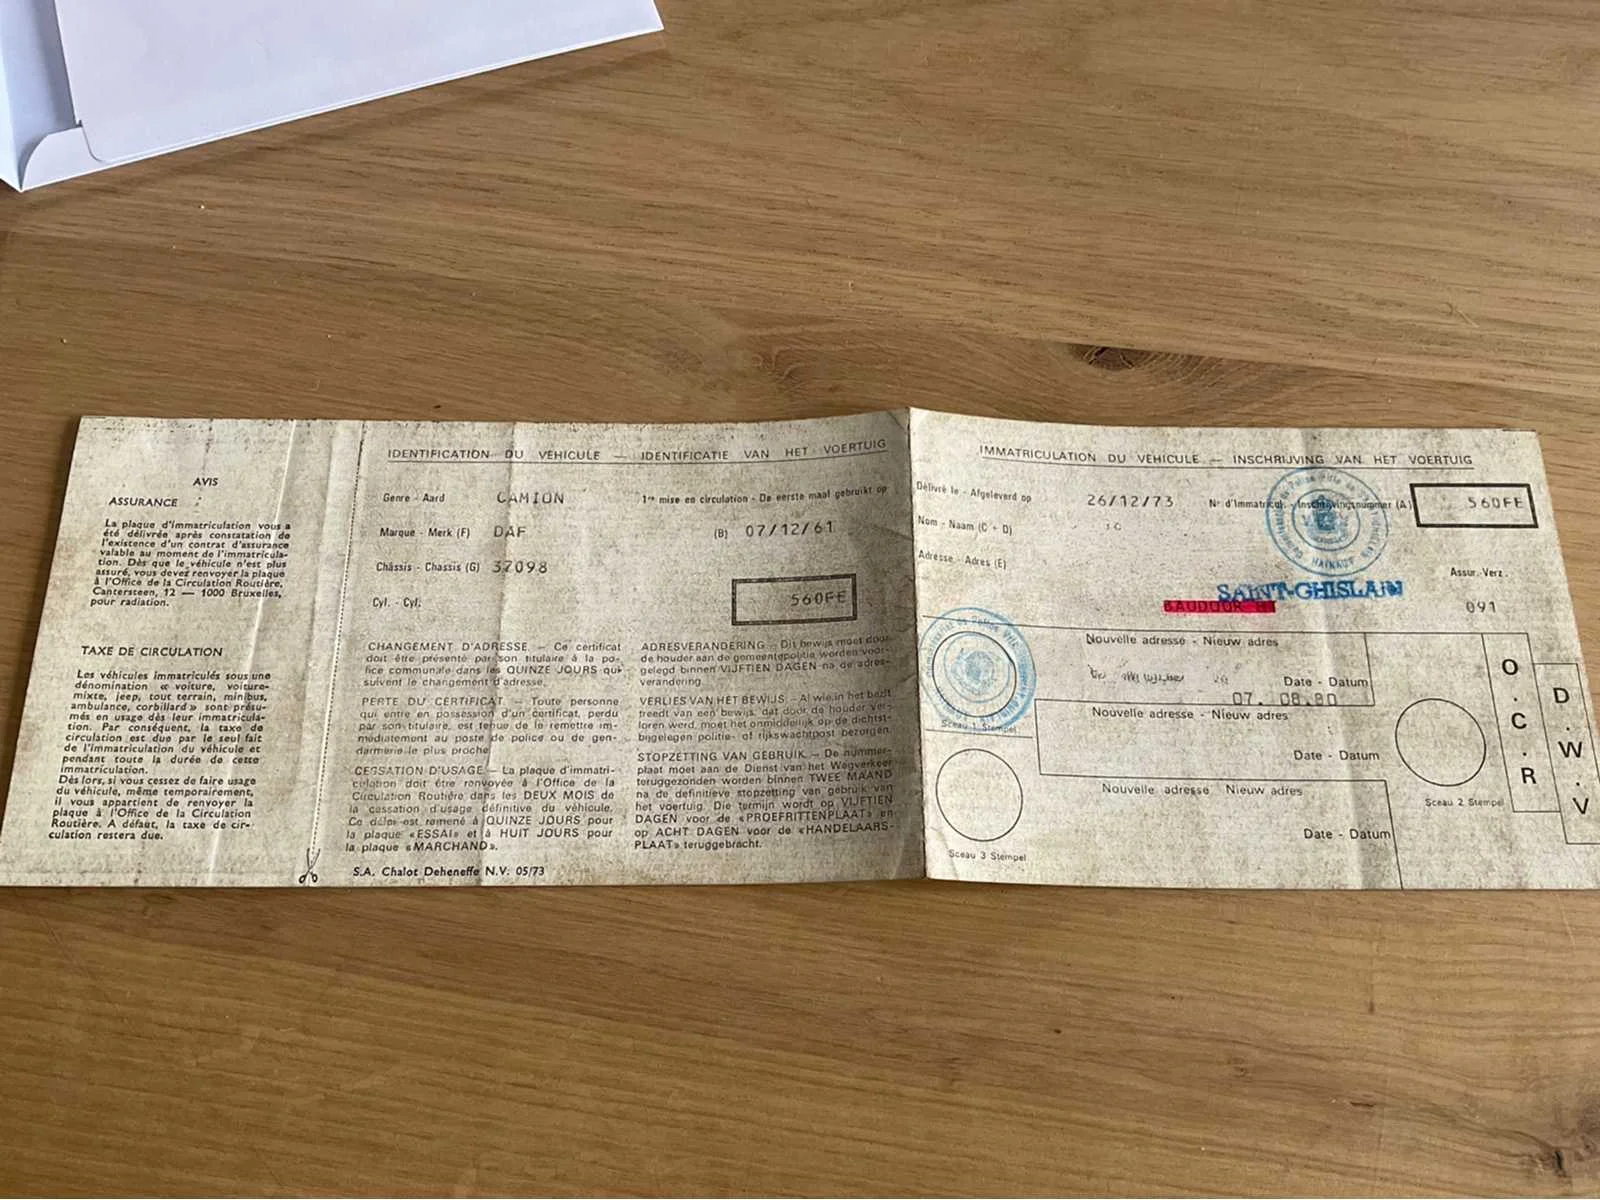 AVIS
ASSURANCE :
La plaque d'immatriculation vous a
été délivrée après constatation de
l'existence d'un contrat d'assurance
valable au moment de l'immatricula-
tion. Dès que le véhicule n'est plus
assuré, vous devez renvoyer la plaque
à l'Office de la Circulation Routière,
Cantersteen, 12 — 1000 Bruxelles,
pour radiation.
TAXE DE CIRCULATION
Les véhicules immatriculés sous une
dénomination « voiture, voiture-
mixte, jeep, tout terrain, minibus,
ambulance, corbillard » sont présu-
més en usage dès leur immatricula-
tion. Par conséquent, la taxe de
circulation est due par le seul fait
de l'immatriculation du véhicule et
pendant toute la durée de cette
immatriculation.
Dès lors, si vous cessez de faire usage
du véhicule, même temporairement,
il vous appartient de renvoyer la
plaque à l'Office de la Circulation
Routière. A défaut, la taxe de cir-
culation restera due.
IDENTIFICATION DU VÉHICULE — IDENTIFICATIE VAN HET VOERTUIG
Genre - Aard CAMION 1re mise en circulation - De eerste maal gebruikt op
Marque - Merk (F) DAF (B) 07/12/61
Châssis - Chassis (G) 37098
Cyl. - Cyl. 560FE
CHANGEMENT D'ADRESSE. — Ce certificat
doit être présenté par son titulaire à la po-
lice communale dans les QUINZE JOURS qui
suivent le changement d'adresse.
PERTE DU CERTIFICAT. — Toute personne
qui entre en possession d'un certificat, perdu
par son titulaire, est tenue de le remettre im-
médiatement au poste de police ou de gen-
darmerie le plus proche.
CESSATION D'USAGE. — La plaque d'immatri-
culation doit être renvoyée à l'Office de la
Circulation Routière dans les DEUX MOIS de
la cessation d'usage définitive du véhicule.
Ce délai est ramené à QUINZE JOURS pour
la plaque «ESSAI» et à HUIT JOURS pour
la plaque «MARCHAND».
S.A. Chalot Deheneffe N.V. 05/73
ADRESVERANDERING — Dit bewijs moet door
de houder aan de gemeentepolitie worden voor-
gelegd binnen VIJFTIEN DAGEN na de adres-
verandering.
VERLIES VAN HET BEWIJS. — Al wie in het bezit
treedt van een bewijs, dat door de houder ver-
loren werd, moet het onmiddelijk op de dichtst-
bijgelegen politie- of rijkswachtpost bezorgen.
STOPZETTING VAN GEBRUIK. — De nummer-
plaat moet aan de Dienst van het Wegverkeer
teruggezonden worden binnen TWEE MAAND
na de definitieve stopzetting van gebruik van
het voertuig. Die termijn wordt op VIJFTIEN
DAGEN voor de «PROEFRITTENPLAAT» en
op ACHT DAGEN voor de «HANDELAARS-
PLAAT» teruggebracht.
IMMATRICULATION DU VEHICULE — INSCHRIJVING VAN HET VOERTUIG
Délivré le - Afgeleverd op 26/12/73 Nr d'Immatricul. - Inschrijvingsnummer (A) 560FE
Nom - Naam (C + D)
Adresse - Adres (E)
Assur.-Verz.
SAINT-GHISLAIN
BAUDOUR
091
Nouvelle adresse - Nieuw adres
Date - Datum
07. 08. 80
Sceau 1 Stempel
Nouvelle adresse - Nieuw adres
Date - Datum
Sceau 2 Stempel
Nouvelle adresse Nieuw adres
Date - Datum
Sceau 3 Stempel
O.C.R
D.W.V